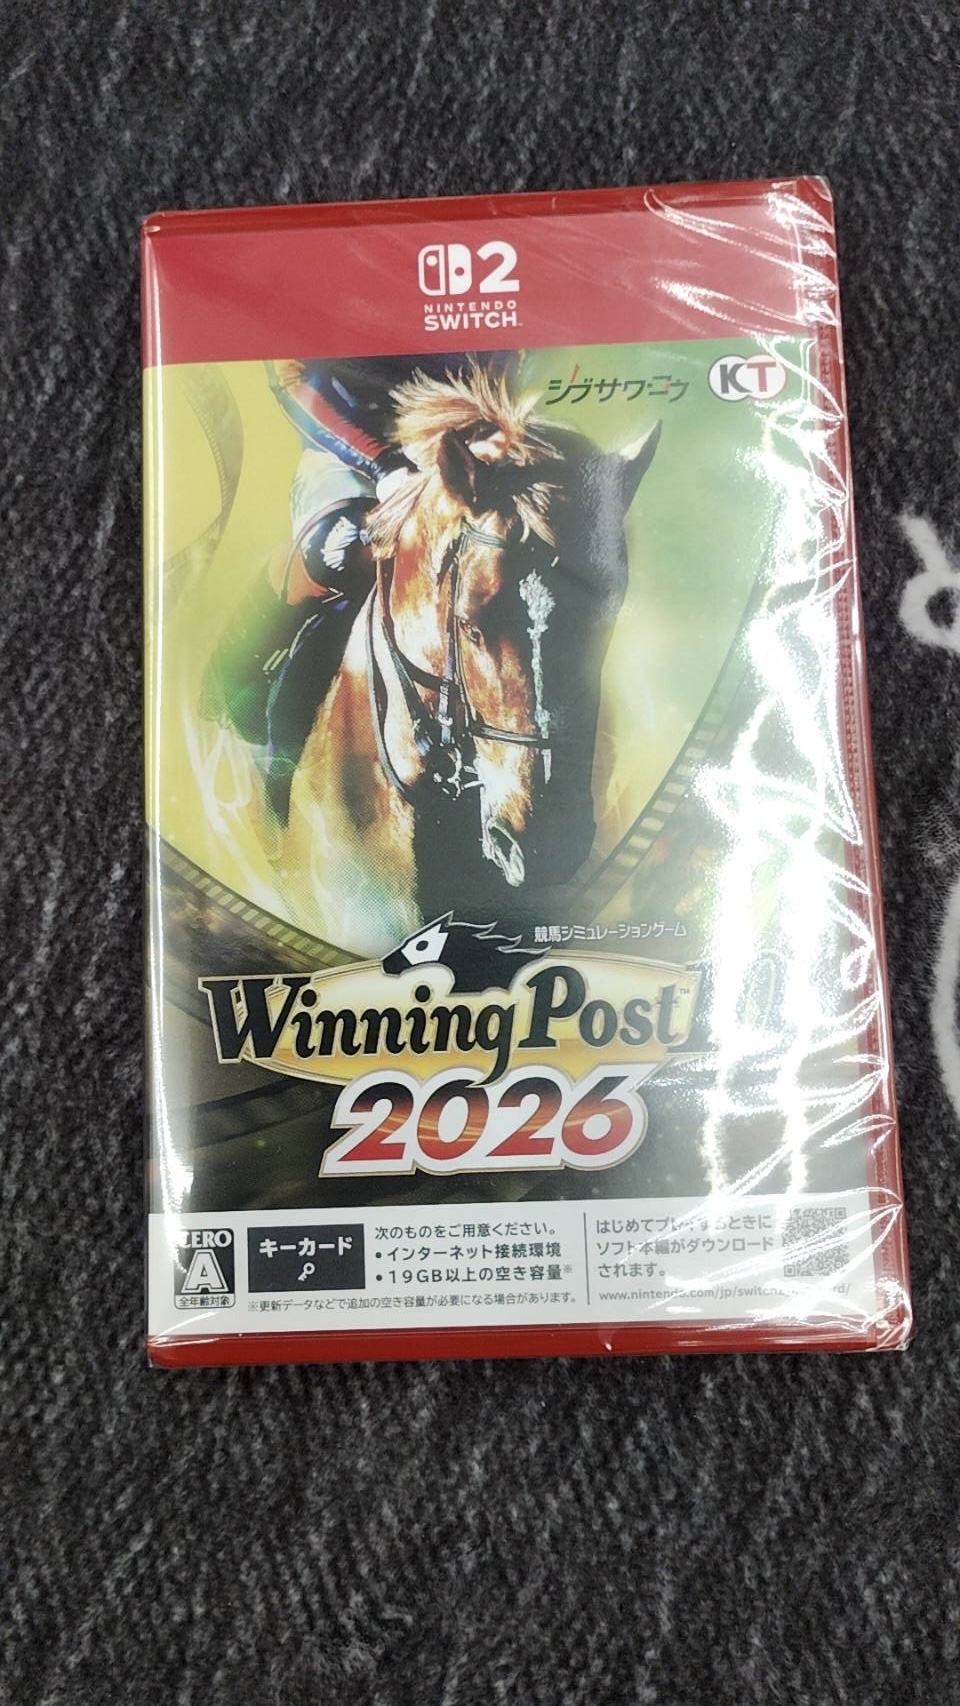 2
NINTENDO
SWITCH
シブサワ・コウ
KT
競馬シミュレーションゲーム
Winning Post
2026
ZERO
A
全年齢対象
キーカード
次のものをご用意ください。
•インターネット接続環境
•19GB以上の空き容量※
※更新データなどで追加の空き容量が必要になる場合があります。
はじめてプレイするときに
ソフト本編がダウンロード
されます。
www.nintendo.com/jp/switch